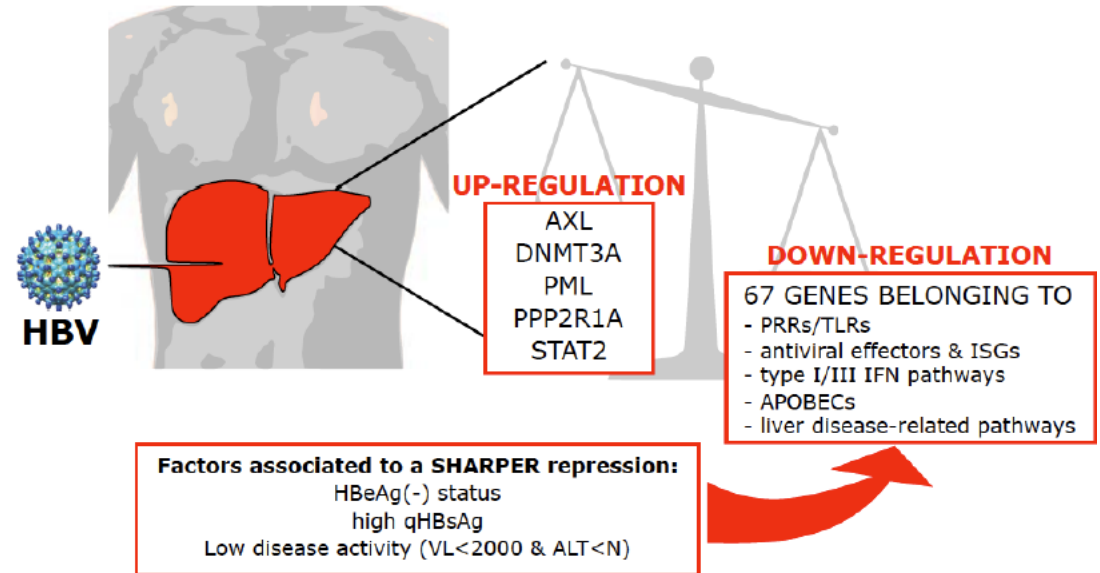 HBV
UP-REGULATION
AXL
DNMT3A
PML
PPP2R1A
STAT2
DOWN-REGULATION
67 GENES BELONGING TO
- PRRs/TLRs
- antiviral effectors & ISGs
- type I/III IFN pathways
- APOBECs
- liver disease-related pathways
Factors associated to a SHARPER repression:
HBeAg(-) status
high qHBsAg
Low disease activity (VL<2000 & ALT<N)